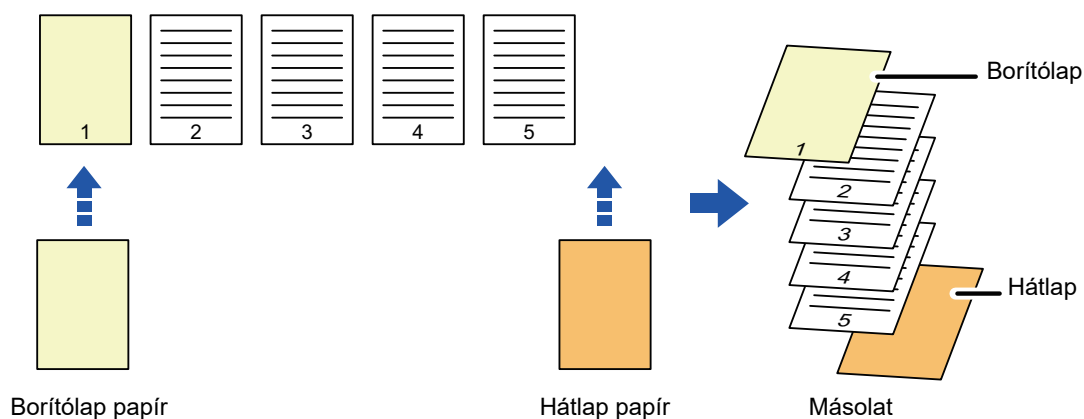 1 2 3 4 5
Borítólap papír
Hátlap papír
Borítólap
1
2
3
4
5
Hátlap
Másolat